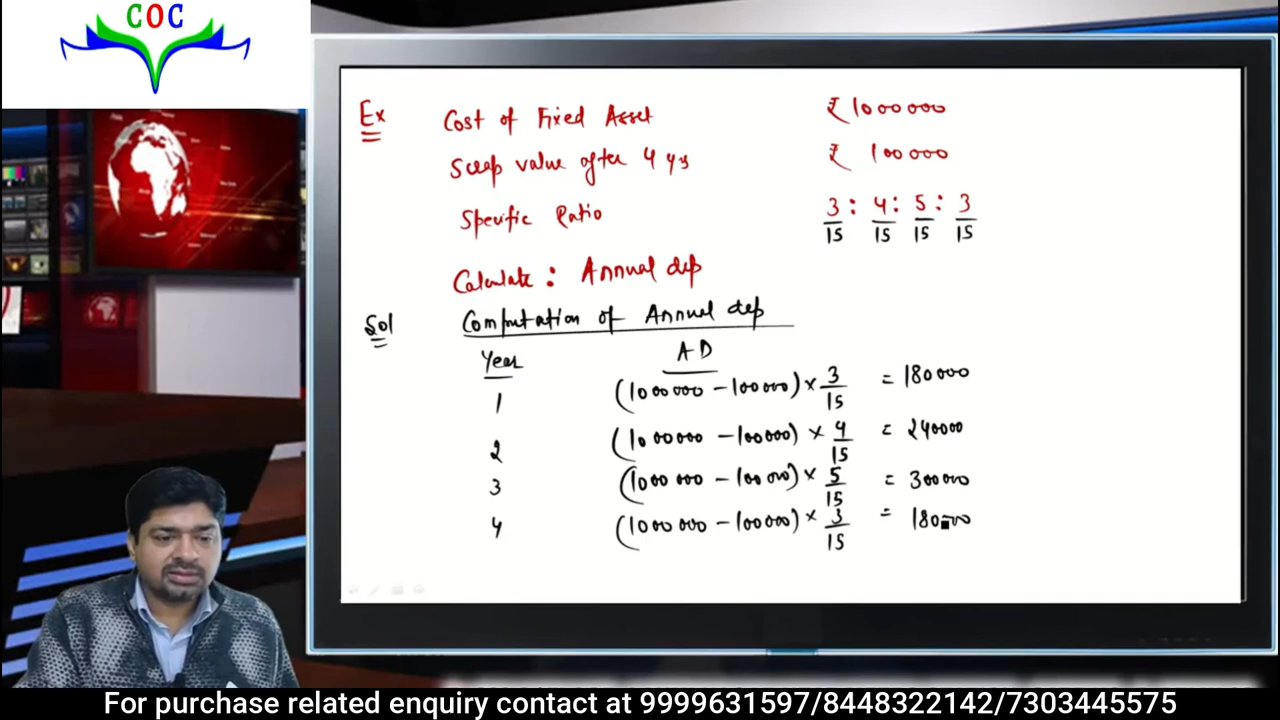 COC
Ex Cost of Fixed Asset ₹1000000
Scrap value after 4 yrs ₹ 100000
Specific Ratio 3/15 : 4/15 : 5/15 : 3/15
Calculate : Annual dep
Sol Computation of Annual dep
Year A D
1 (1000000 - 100000) × 3/15 = 180000
2 (1000000 - 100000) × 4/15 = 240000
3 (1000000 - 100000) × 5/15 = 300000
4 (1000000 - 100000) × 3/15 = 180000
For purchase related enquiry contact at 9999631597/8448322142/7303445575